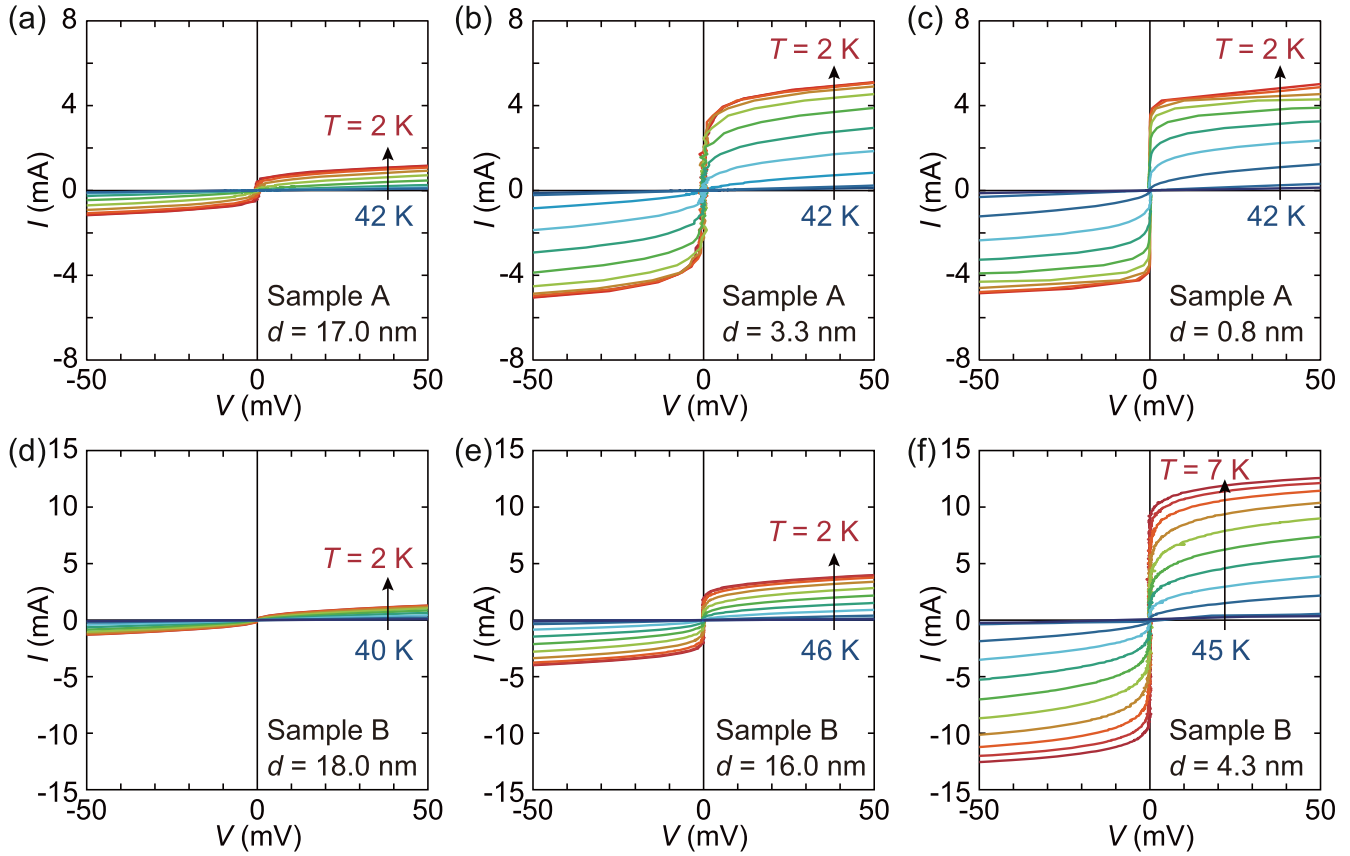 (a)
8
4
0
-4
-8
I (mA)
T = 2 K
42 K
Sample A
d = 17.0 nm
-50
0
50
V (mV)
(b)
8
4
0
-4
-8
I (mA)
T = 2 K
42 K
Sample A
d = 3.3 nm
-50
0
50
V (mV)
(c)
8
4
0
-4
-8
I (mA)
T = 2 K
42 K
Sample A
d = 0.8 nm
-50
0
50
V (mV)
(d)
15
10
5
0
-5
-10
-15
I (mA)
T = 2 K
40 K
Sample B
d = 18.0 nm
-50
0
50
V (mV)
(e)
15
10
5
0
-5
-10
-15
I (mA)
T = 2 K
46 K
Sample B
d = 16.0 nm
-50
0
50
V (mV)
(f)
15
10
5
0
-5
-10
-15
I (mA)
T = 7 K
45 K
Sample B
d = 4.3 nm
-50
0
50
V (mV)